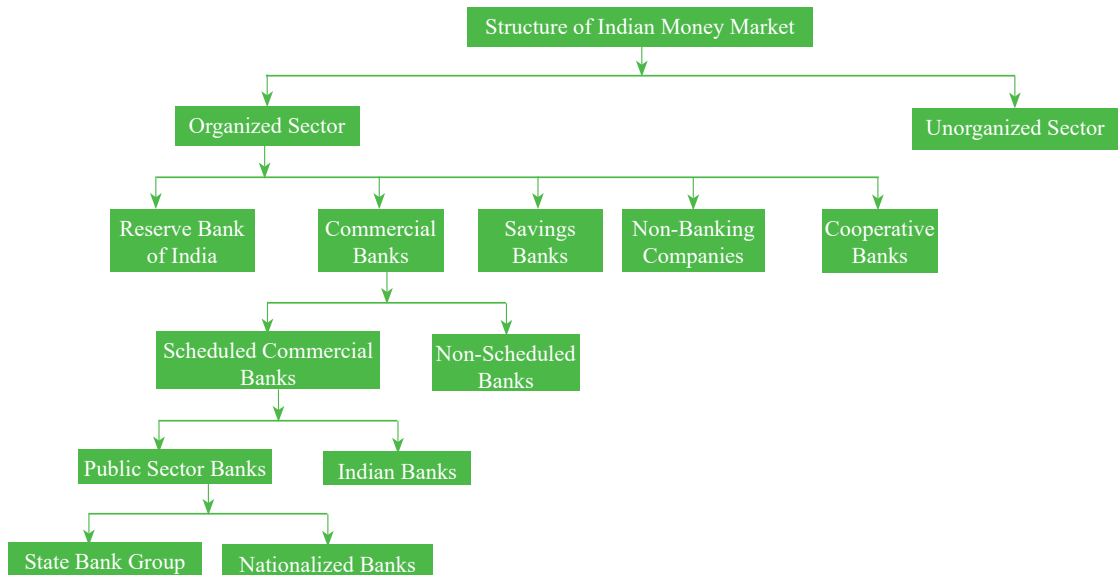 Structure of Indian Money Market
Organized Sector
Unorganized Sector
Reserve Bank
of India
Commercial
Banks
Savings
Banks
Non-Banking
Companies
Cooperative
Banks
Scheduled Commercial
Banks
Non-Scheduled
Banks
Public Sector Banks
Indian Banks
State Bank Group
Nationalized Banks